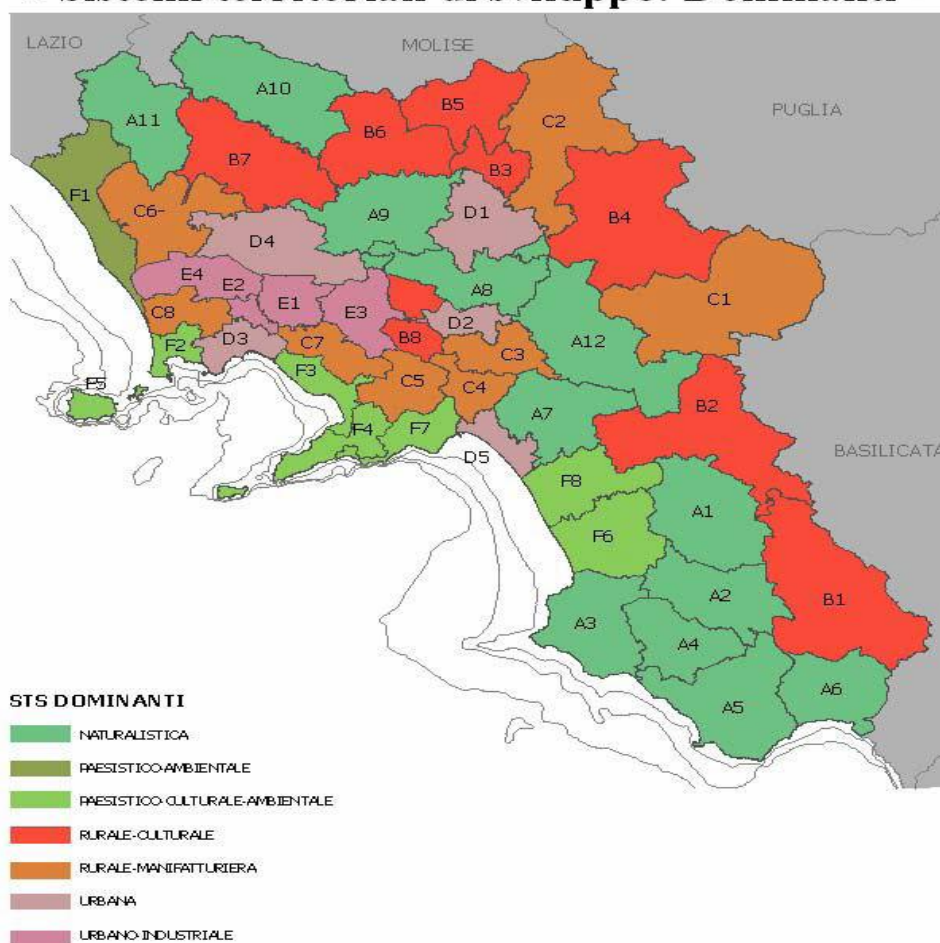 LAZIO
MOLISE
PUGLIA
BASILICATA
A10
A11
B5
C2
B6
B7
B3
F1
C6-
A9
D1
B4
D4
E4
E2
E1
E3
A8
C1
C8
D2
B8
A12
F2
D3
C7
C3
F3
F5
C5
C4
B2
A7
F4
F7
D5
F8
A1
F6
A2
B1
A3
A4
A5
A6
STS DOMINANTI
NATURALISTICA
PAESISTICO-AMBIENTALE
PAESISTICO-CULTURALE-AMBIENTALE
RURALE-CULTURALE
RURALE-MANIFATTURIERA
URBANA
URBANO-INDUSTRIALE